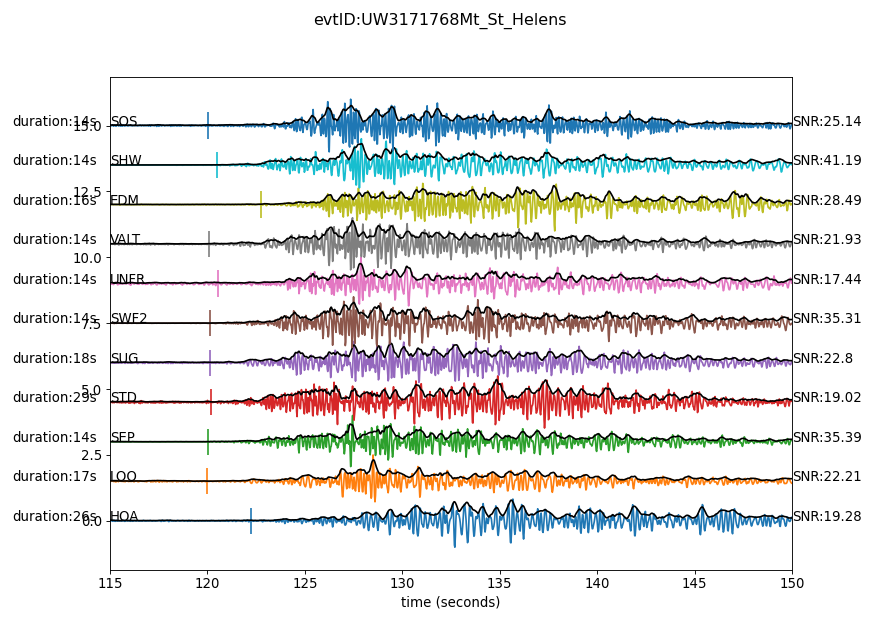 evtID:UW3171768Mt_St_Helens
duration:14s SOS SNR:25.14
15.0
duration:14s SHW SNR:41.19
12.5
duration:16s EDM SNR:28.49
duration:14s VALT SNR:21.93
10.0
duration:14s UNFR SNR:17.44
duration:14s SWF2 SNR:35.31
7.5
duration:18s SUG SNR:22.8
5.0
duration:29s STD SNR:19.02
duration:14s SEP SNR:35.39
2.5
duration:17s LOO SNR:22.21
duration:26s HOA SNR:19.28
0.0
115 120 125 130 135 140 145 150
time (seconds)